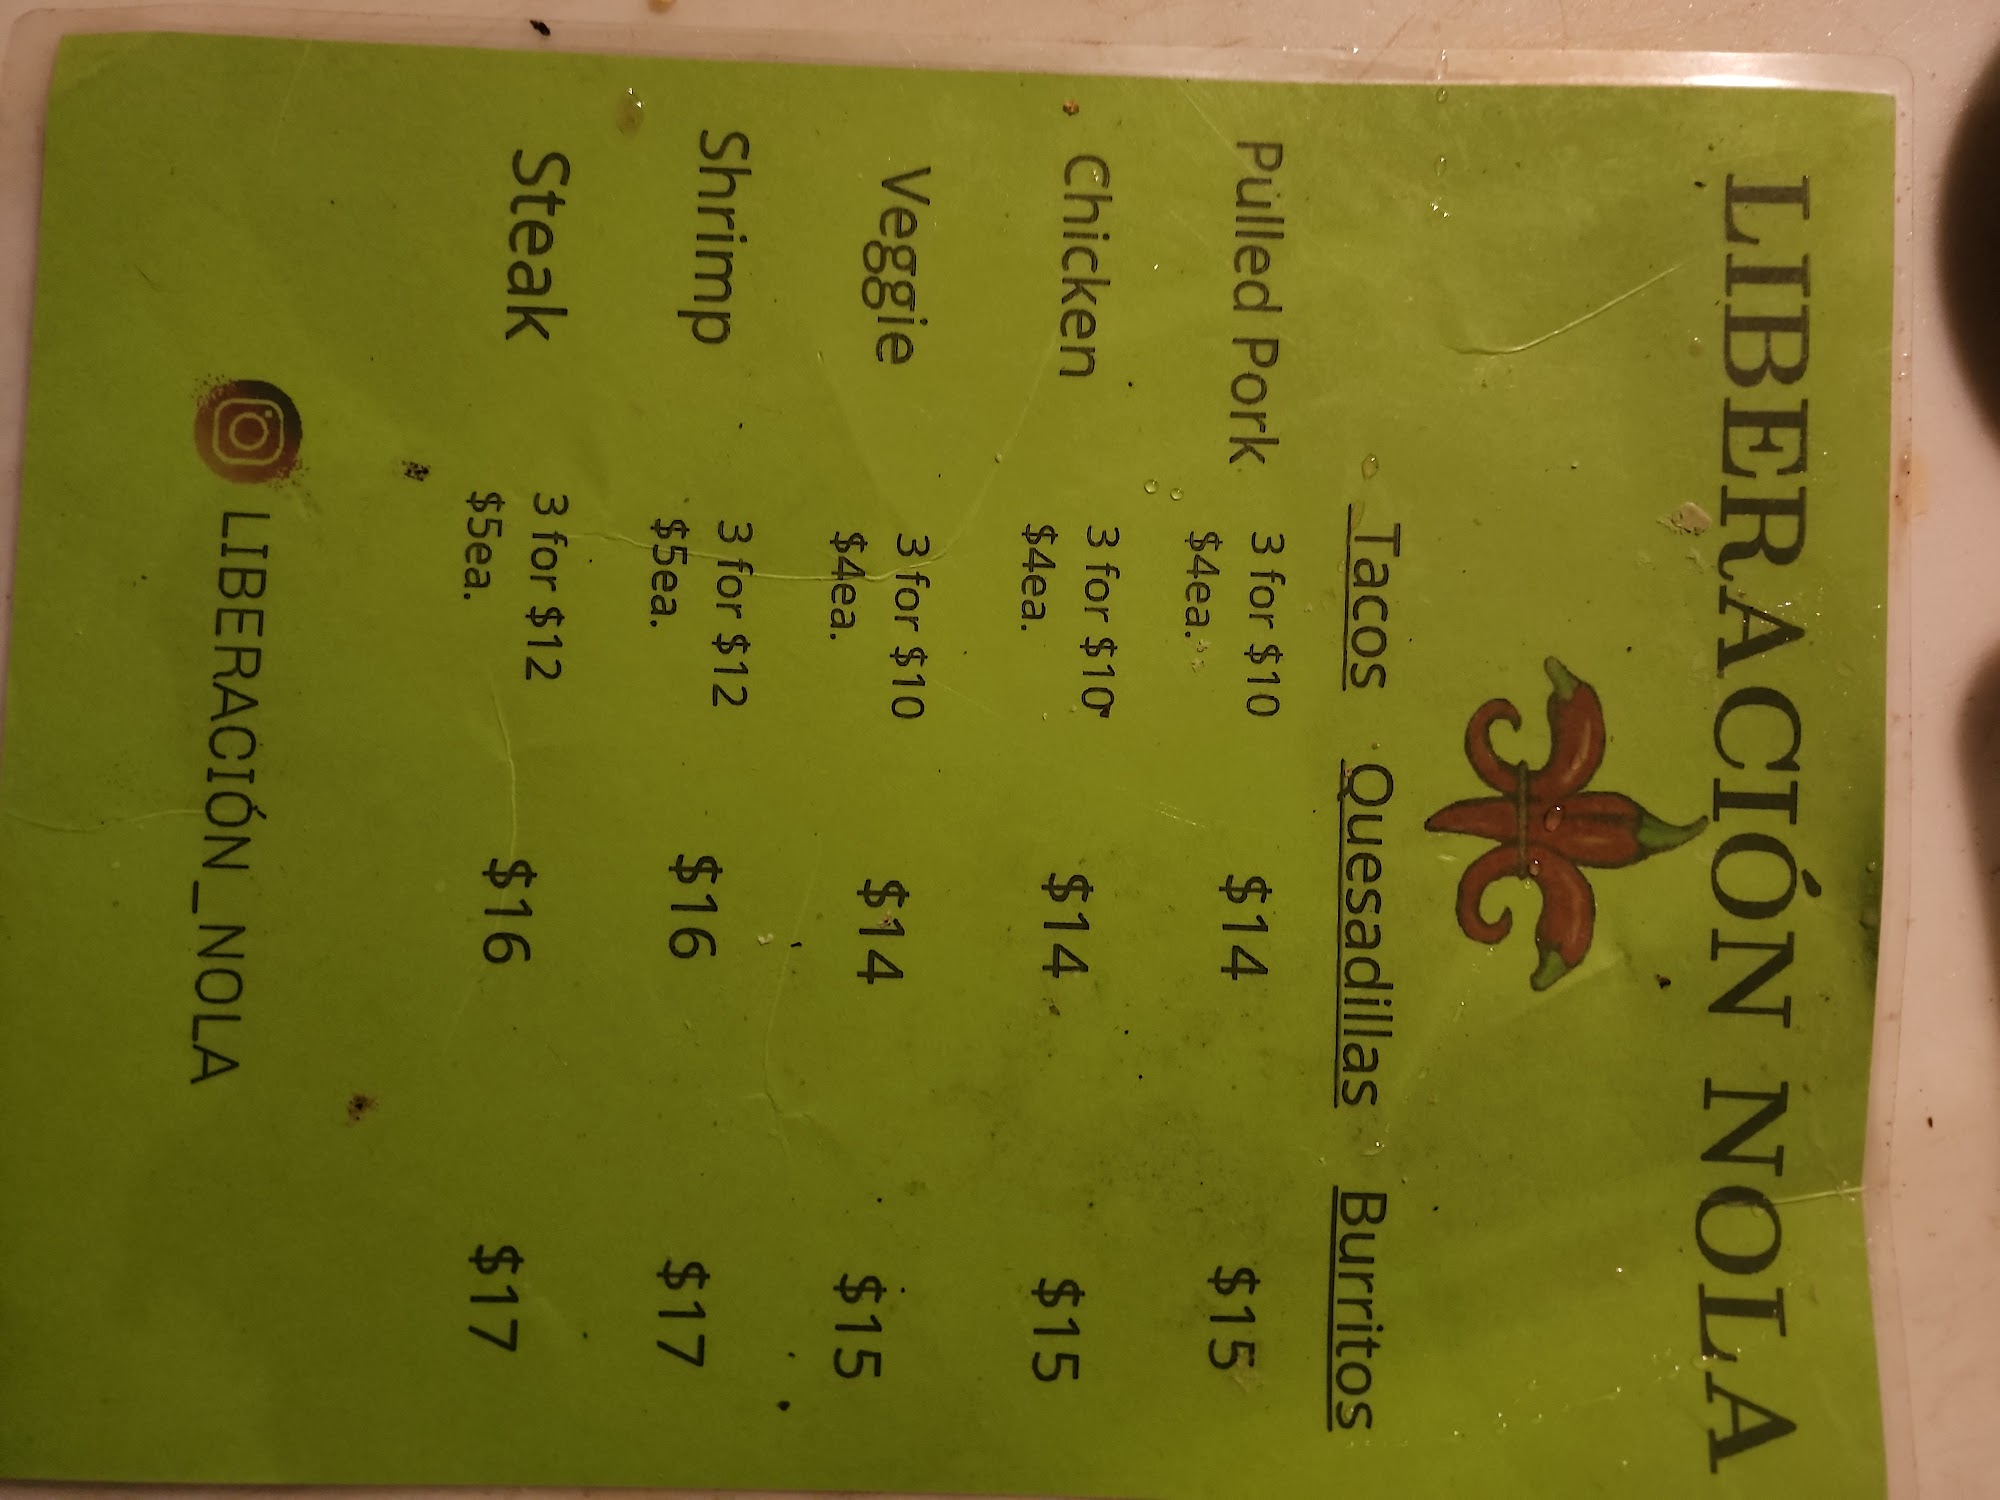 LIBERACIÓN NOLA
Tacos Quesadillas Burritos
Pulled Pork 3 for $10 $14 $15
$4ea.
Chicken 3 for $10 $14 $15
$4ea.
Veggie 3 for $10 $14 $15
$4ea.
Shrimp 3 for $12 $16 $17
$5ea.
Steak 3 for $12 $16 $17
$5ea.
LIBERACIÓN_NOLA